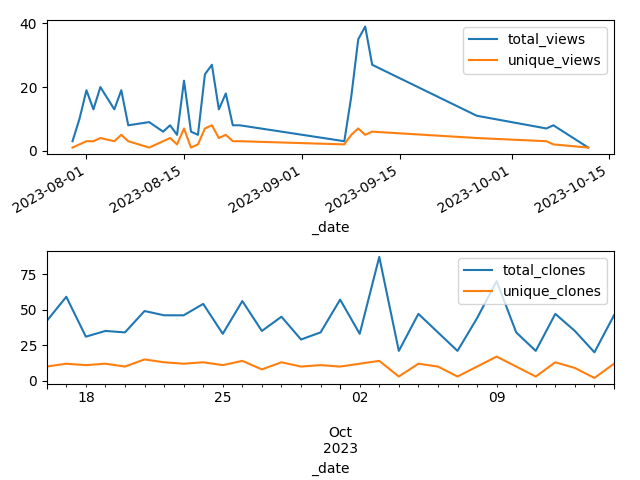 40
20
0
total_views
unique_views
2023-08-01
2023-08-15
2023-09-01
2023-09-15
2023-10-01
2023-10-15
_date
75
50
25
0
total_clones
unique_clones
18
25
02
09
Oct
2023
_date